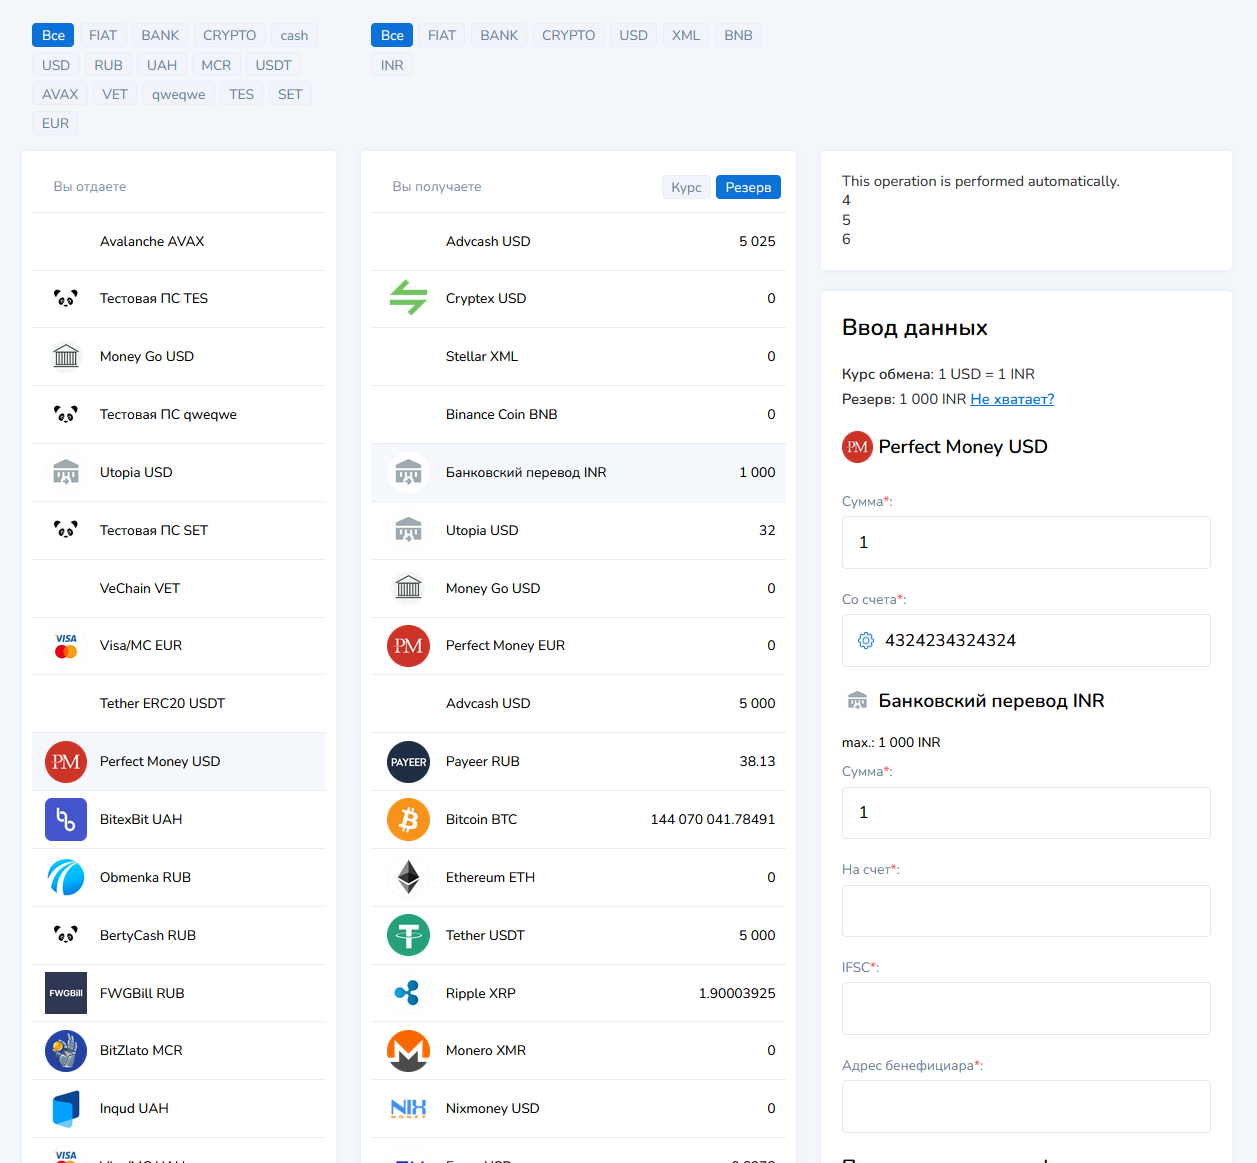 Все FIAT BANK CRYPTO cash
USD RUB UAH MCR USDT
AVAX VET qweqwe TES SET
EUR
Все FIAT BANK CRYPTO USD XML BNB
INR
Вы отдаете
Avalanche AVAX
Тестовая ПС TES
Money Go USD
Тестовая ПС qweqwe
Utopia USD
Тестовая ПС SET
VeChain VET
VISA Visa/MC EUR
Tether ERC20 USDT
PM Perfect Money USD
BitexBit UAH
Obmenka RUB
BertyCash RUB
FWGBill FWGBill RUB
BitZlato MCR
Inqud UAH
VISA
Вы получаете Курс Резерв
Advcash USD 5 025
Cryptex USD 0
Stellar XML 0
Binance Coin BNB 0
Банковский перевод INR 1 000
Utopia USD 32
Money Go USD 0
PM Perfect Money EUR 0
Advcash USD 5 000
PAYEER Payeer RUB 38.13
Bitcoin BTC 144 070 041.78491
Ethereum ETH 0
Tether USDT 5 000
Ripple XRP 1.90003925
Monero XMR 0
NIX MONEY Nixmoney USD 0
This operation is performed automatically.
4
5
6
Ввод данных
Курс обмена: 1 USD = 1 INR
Резерв: 1 000 INR Не хватает?
PM Perfect Money USD
Сумма*:
1
Со счета*:
4324234324324
Банковский перевод INR
max.: 1 000 INR
Сумма*:
1
На счет*:
IFSC*:
Адрес бенефициара*: